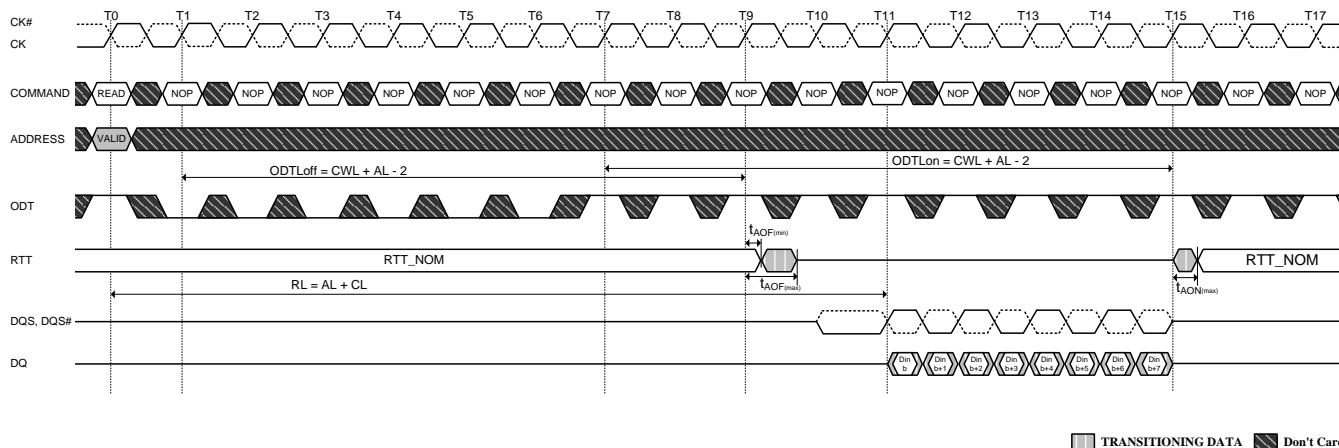 T0 T1 T2 T3 T4 T5 T6 T7 T8 T9 T10 T11 T12 T13 T14 T15 T16 T17
CK#
CK
COMMAND READ NOP NOP NOP NOP NOP NOP NOP NOP NOP NOP NOP NOP NOP NOP NOP NOP NOP
ADDRESS VALID
ODTLoff = CWL + AL - 2 ODTLon = CWL + AL - 2
ODT
tAOF(min)
RTT RTT_NOM RTT_NOM
tAOF(max) tAON(max)
RL = AL + CL
DQS, DQS#
DQ Din b Din b+1 Din b+2 Din b+3 Din b+4 Din b+5 Din b+6 Din b+7
TRANSITIONING DATA Don't Car